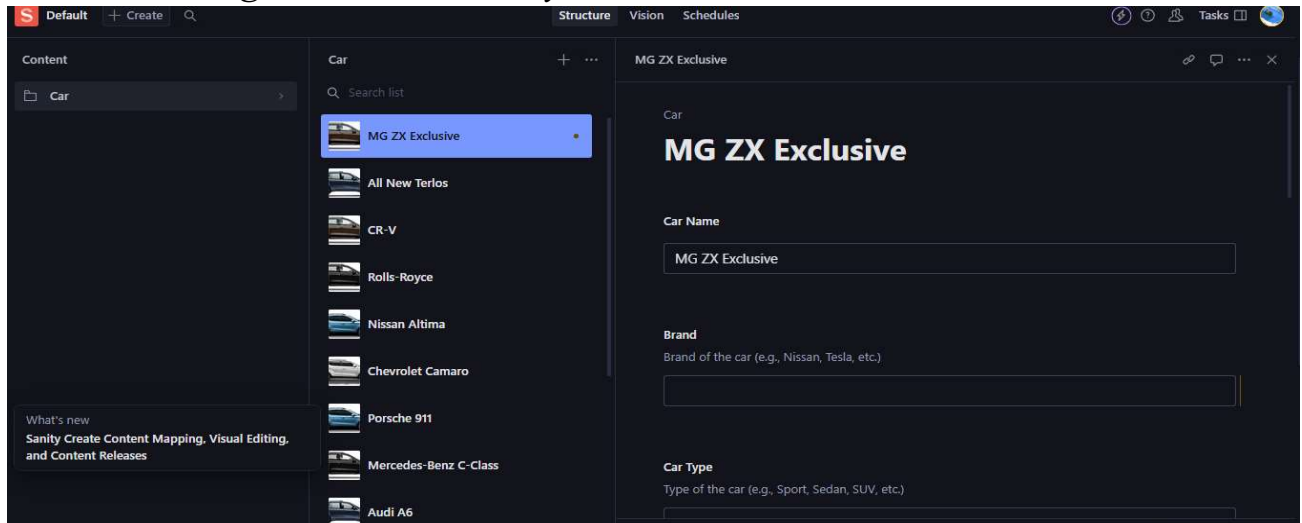 S Default + Create Structure Vision Schedules Tasks
Content
Car
Car
Search list
MG ZX Exclusive
All New Terlos
CR-V
Rolls-Royce
Nissan Altima
Chevrolet Camaro
Porsche 911
Mercedes-Benz C-Class
Audi A6
MG ZX Exclusive
Car
MG ZX Exclusive
Car Name
MG ZX Exclusive
Brand
Brand of the car (e.g., Nissan, Tesla, etc.)
Car Type
Type of the car (e.g., Sport, Sedan, SUV, etc.)
What's new
Sanity Create Content Mapping, Visual Editing,
and Content Releases